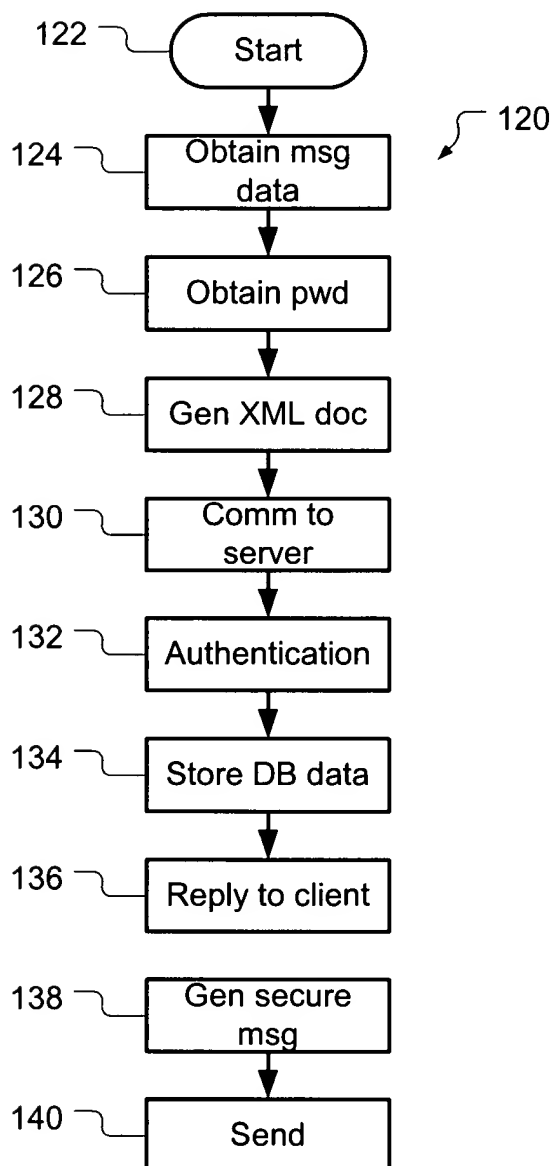 122
Start
120
124
Obtain msg
data
126
Obtain pwd
128
Gen XML doc
130
Comm to
server
132
Authentication
134
Store DB data
136
Reply to client
138
Gen secure
msg
140
Send